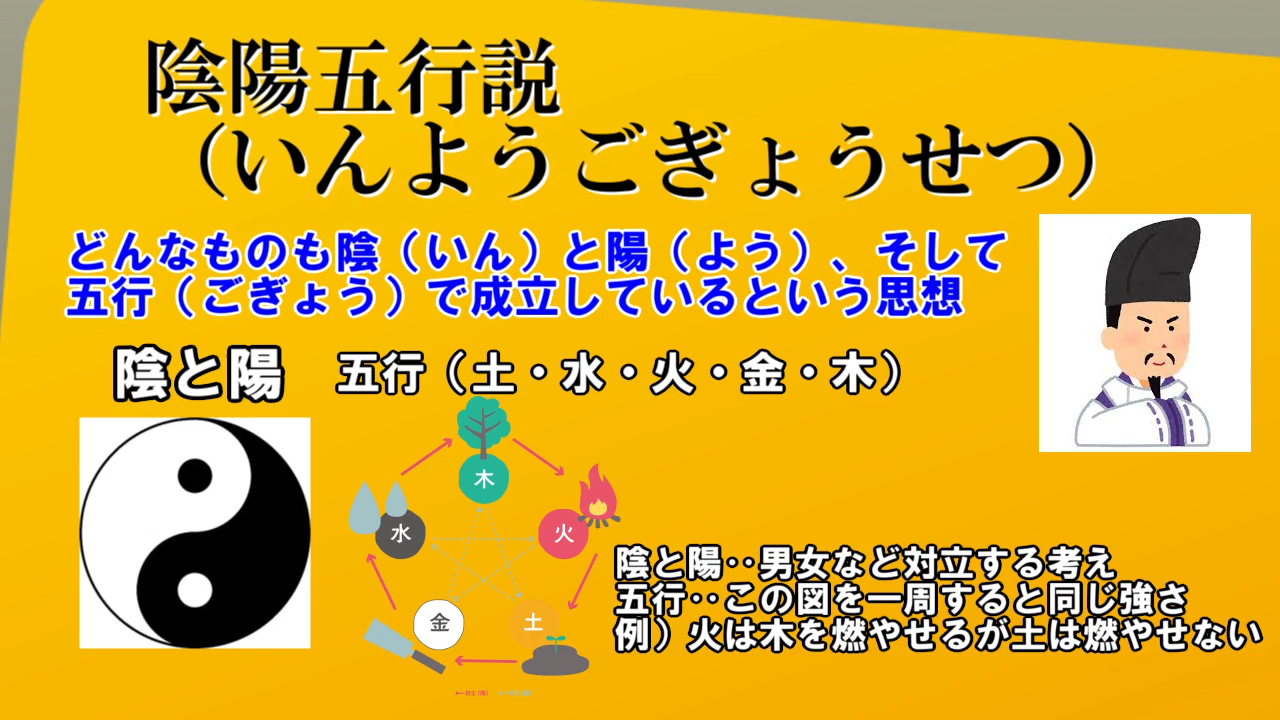 陰陽五行説
（いんようごぎょうせつ）
どんなものも陰（いん）と陽（よう）、そして
五行（ごぎょう）で成立しているという思想
陰と陽
五行（土・水・火・金・木）
木
水
火
金
土
陰と陽‥男女など対立する考え
五行‥この図を一周すると同じ強さ
例）火は木を燃やせるが土は燃やせない